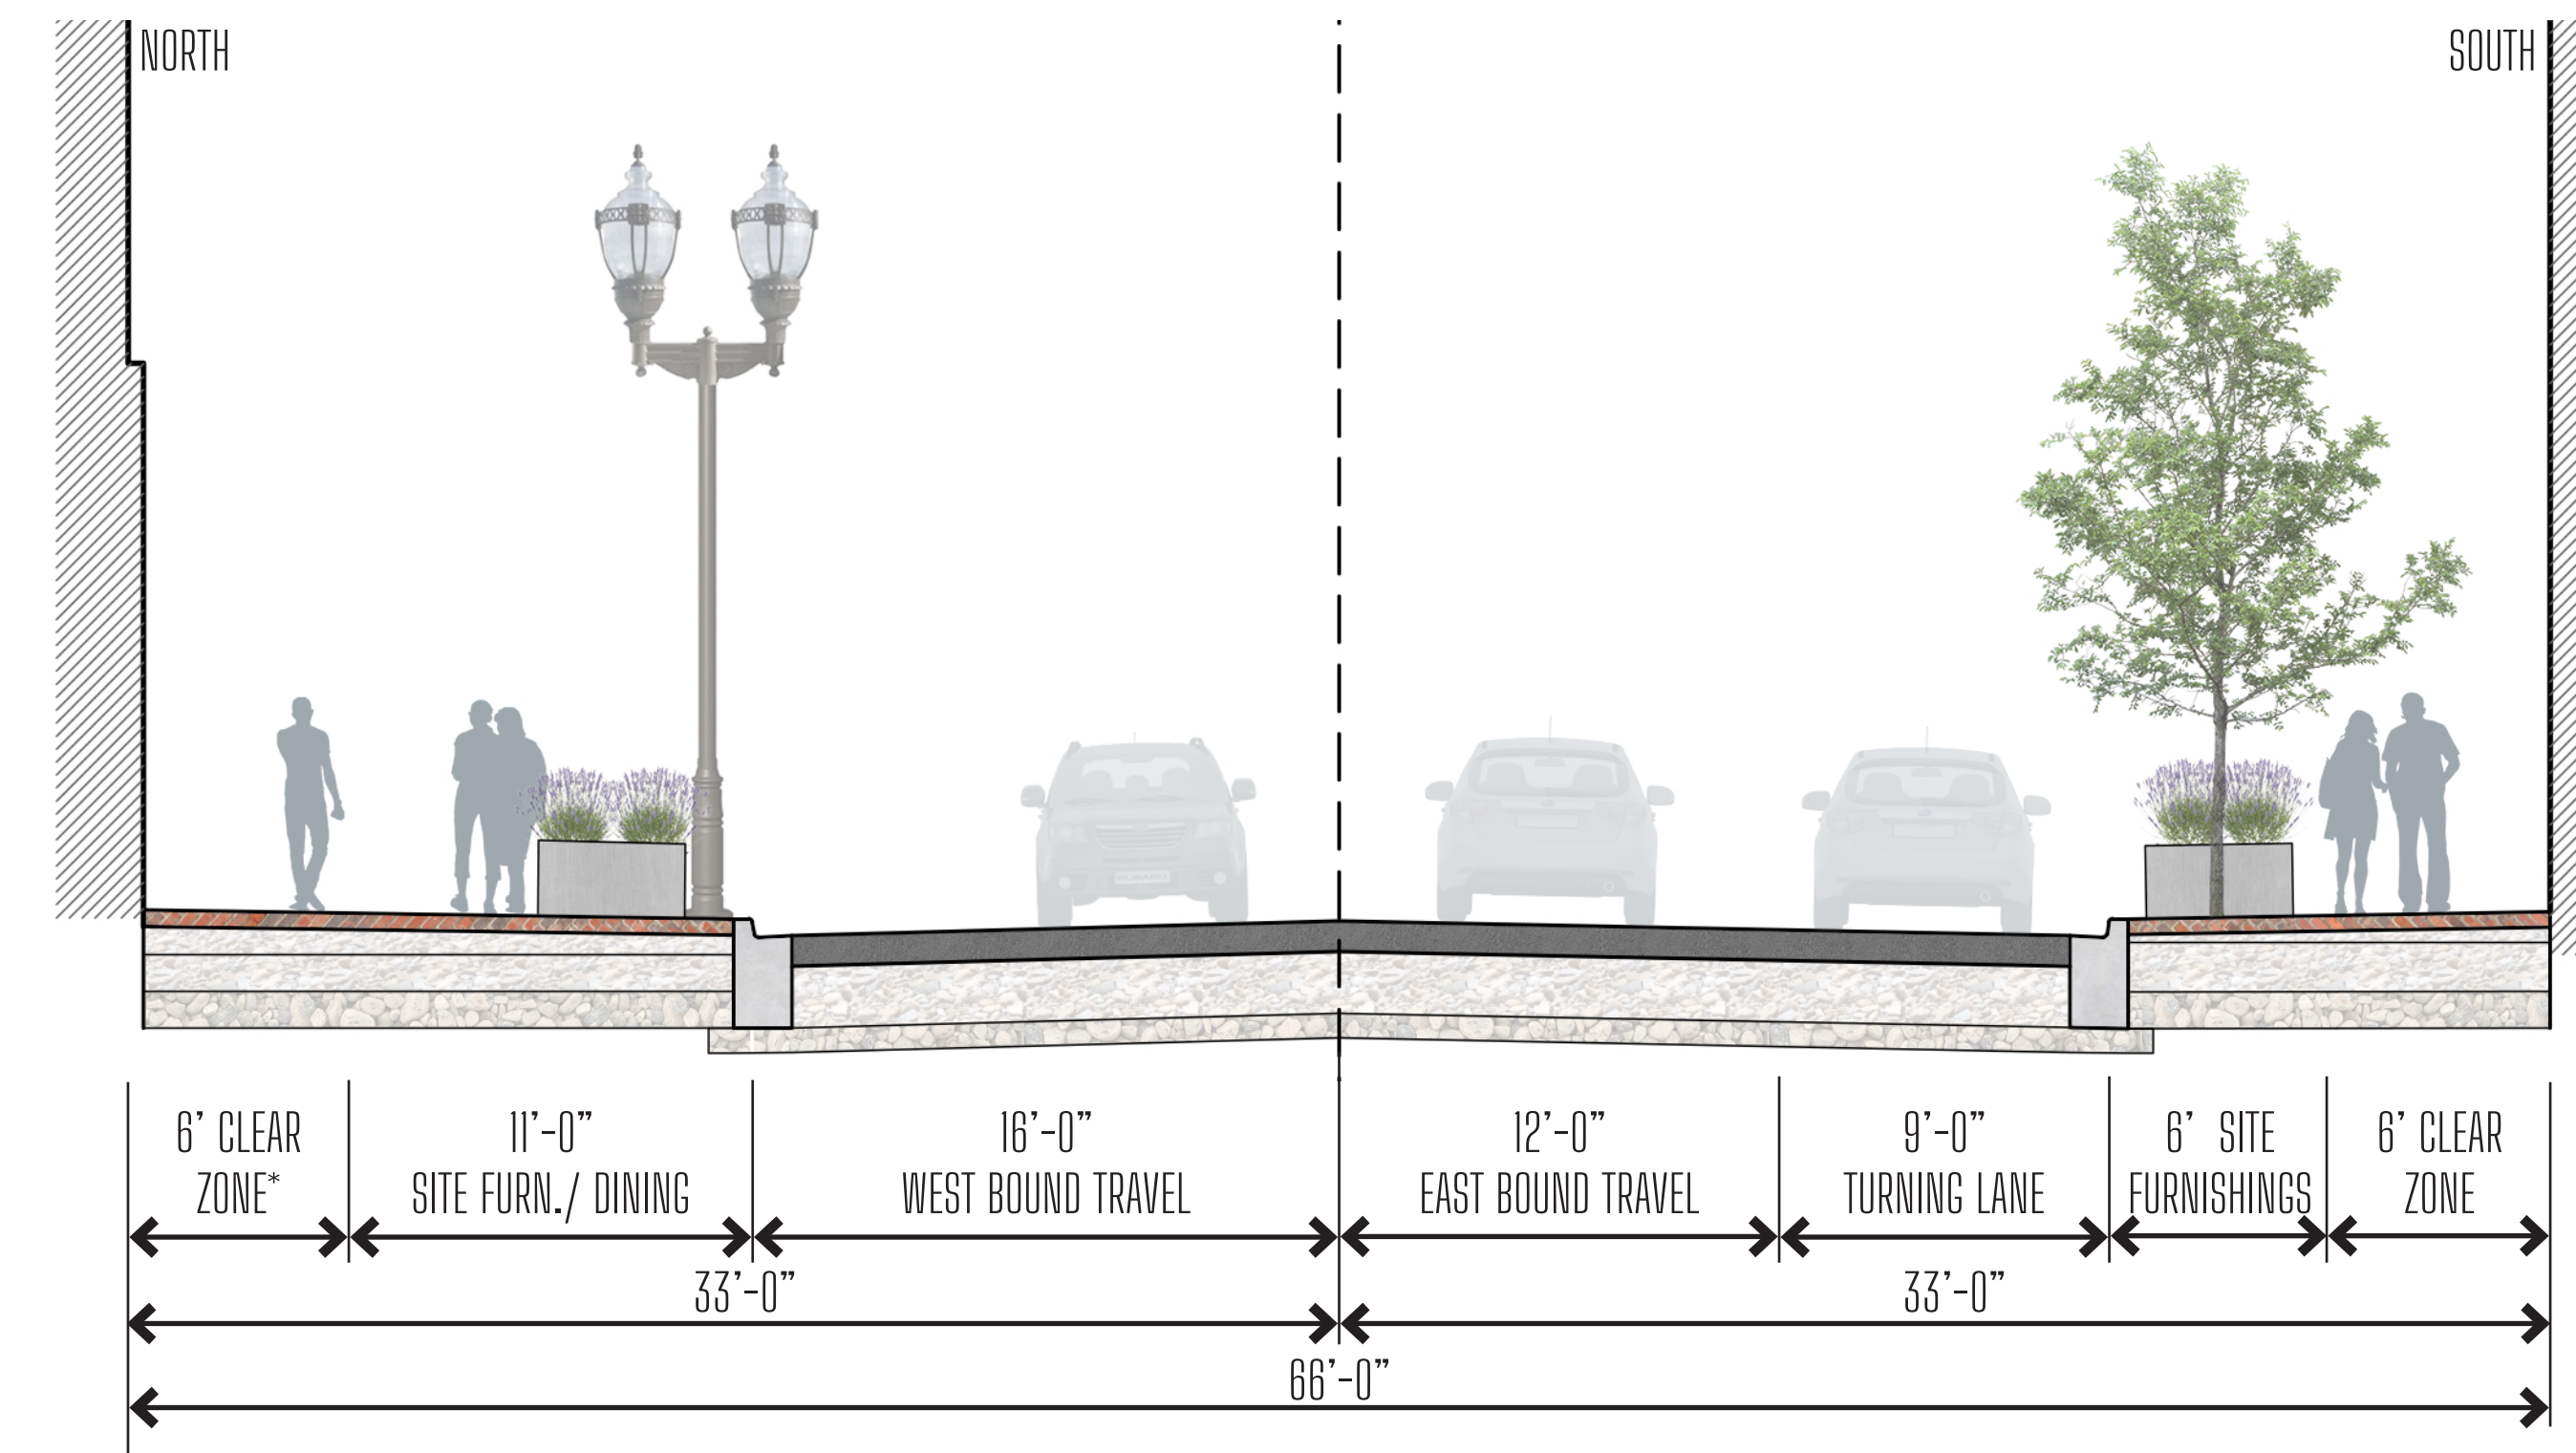 NORTH
SOUTH
SUBARU
6’ CLEAR
ZONE*
11’-0”
SITE FURN./ DINING
16’-0”
WEST BOUND TRAVEL
12’-0”
EAST BOUND TRAVEL
9’-0”
TURNING LANE
6’ SITE
FURNISHINGS
6’ CLEAR
ZONE
33’-0”
33’-0”
66’-0”